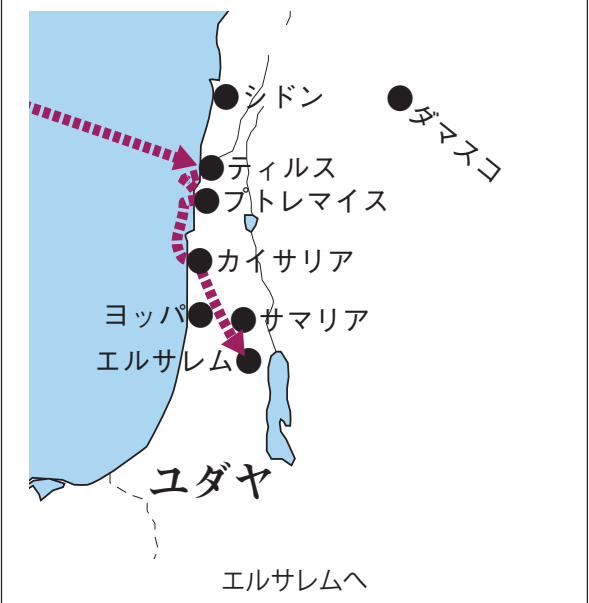 シドン
ダマスコ
ティルス
プトレマイス
カイサリア
ヨッパ
サマリア
エルサレム
ユダヤ
エルサレムへ